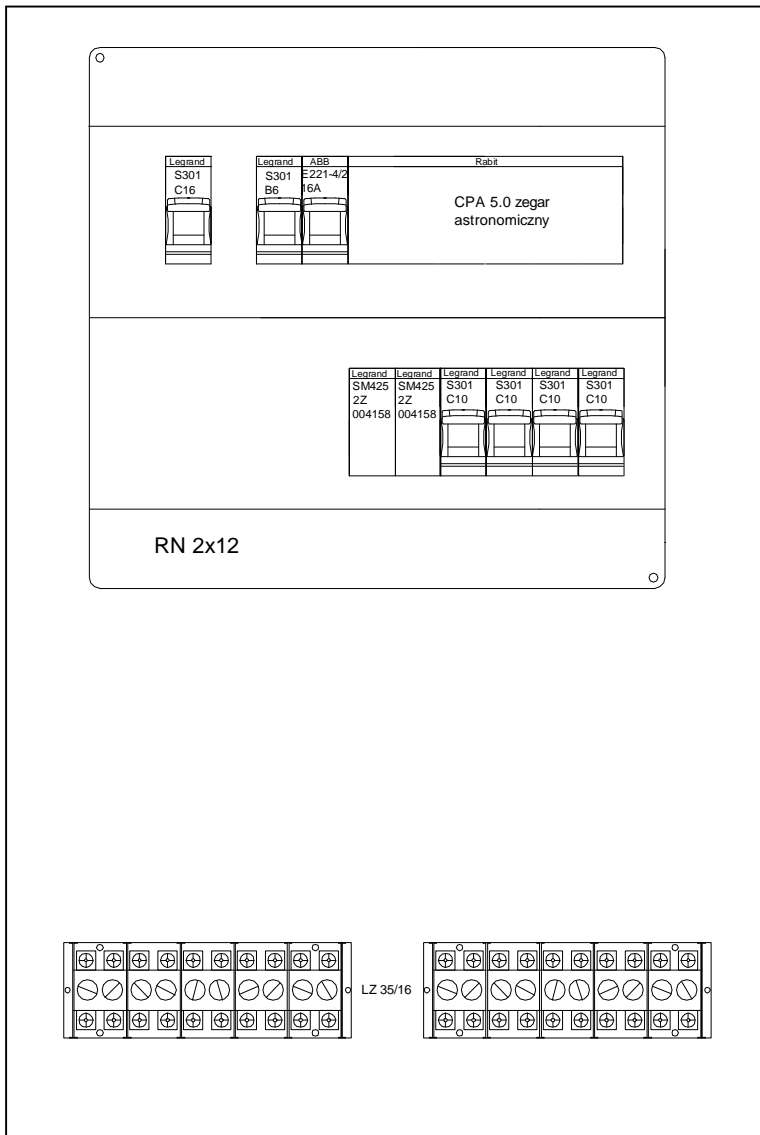 Legrand
S301
C16
Legrand
S301
B6
ABB
E221-4/2
16A
Rabit
CPA 5.0 zegar
astronomiczny
Legrand
SM425
2Z
004158
Legrand
SM425
2Z
004158
Legrand
S301
C10
Legrand
S301
C10
Legrand
S301
C10
Legrand
S301
C10
RN 2x12
LZ 35/16